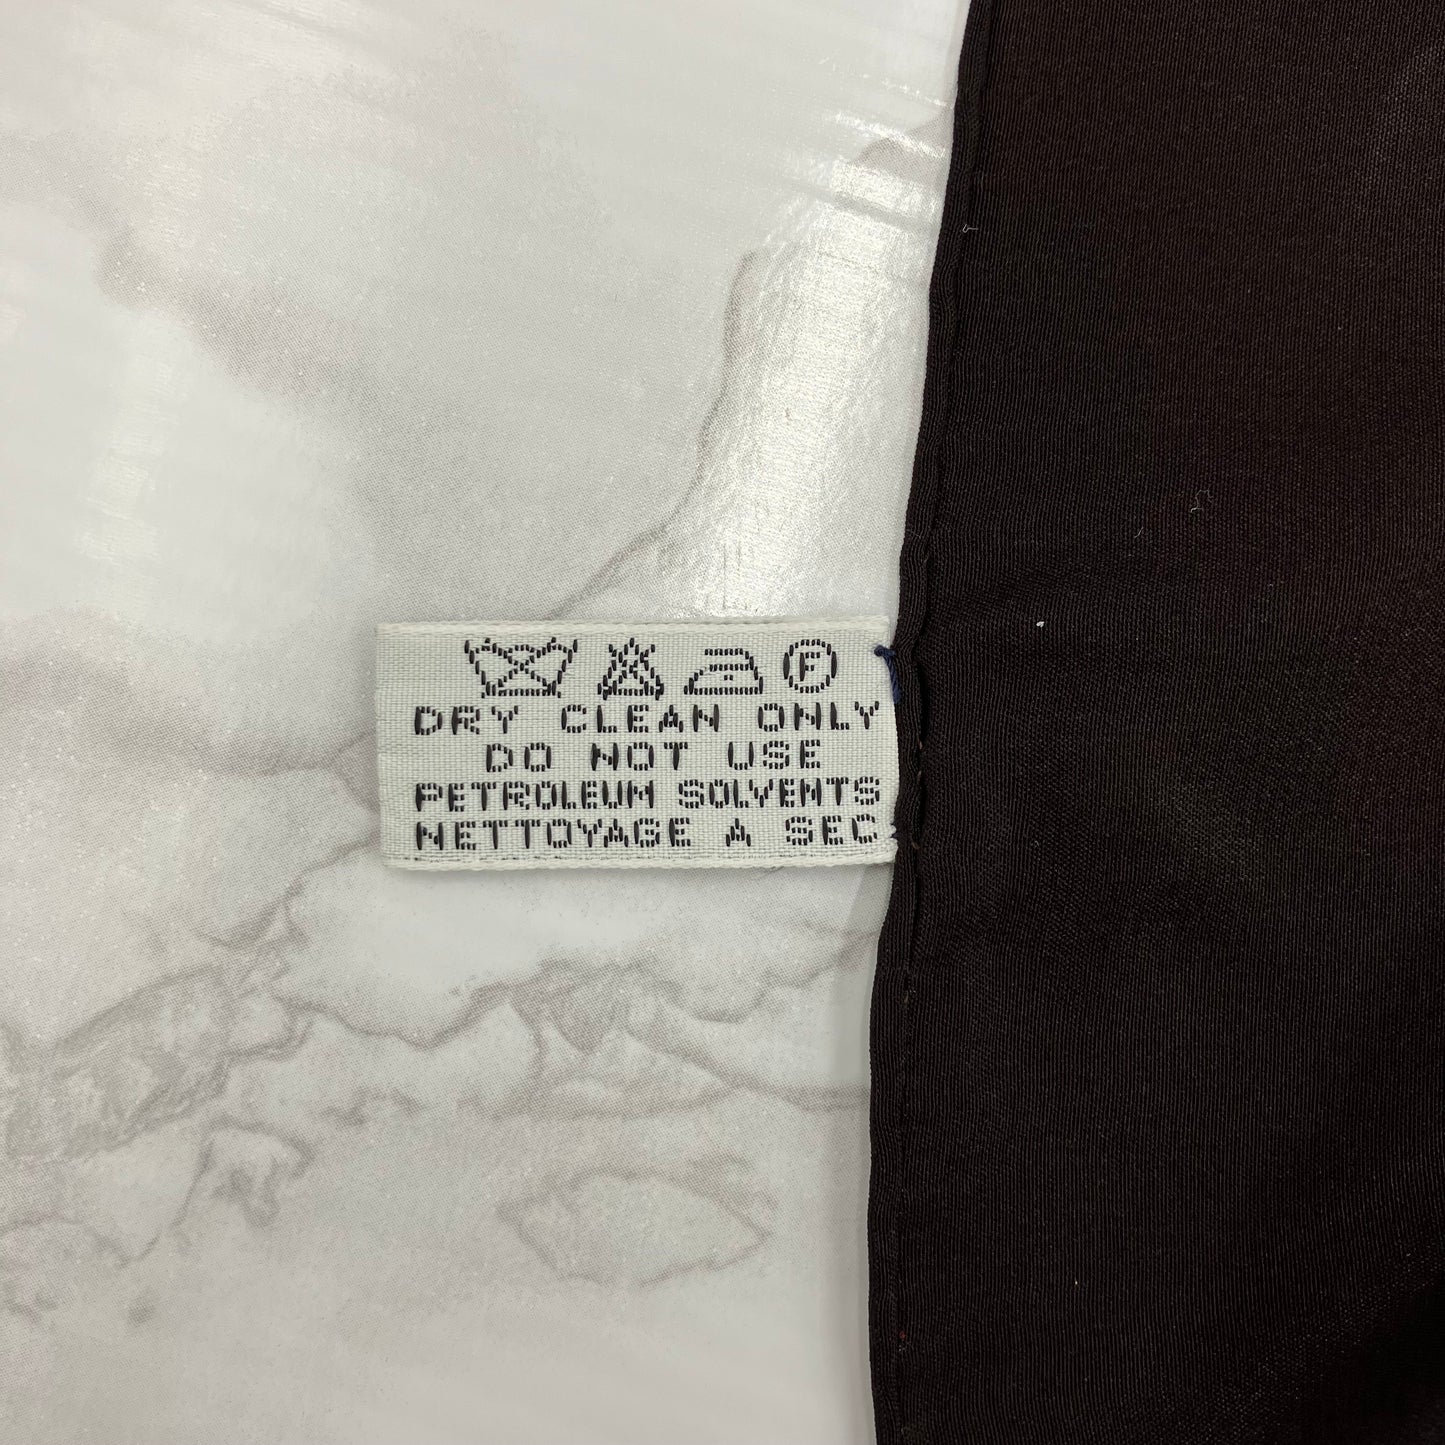 F
DRY CLEAN ONLY
DO NOT USE
PETROLEUM SOLVENTS
NETTOYAGE A SEC